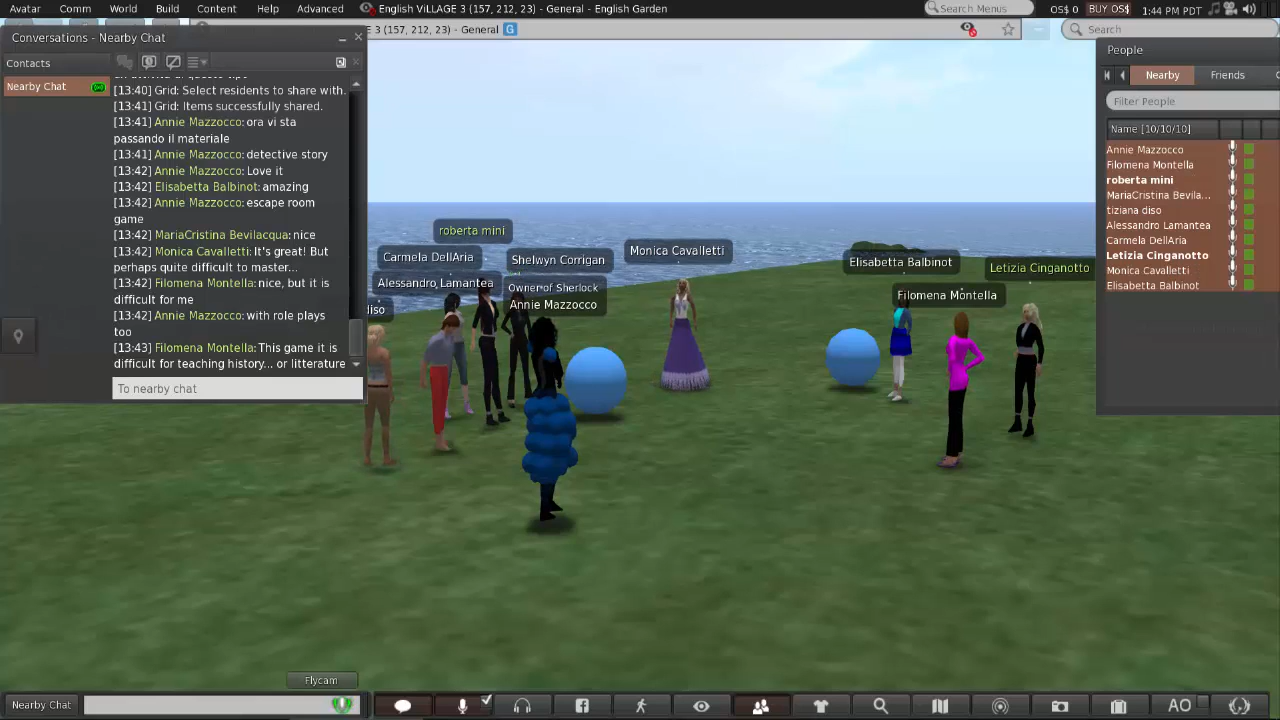 Avatar Comm World Build Content Help Advanced English ViLLAGE 3 (157, 212, 23) - General - English Garden Search Menus OS$ 0 BUY OS$ 1:44 PM PDT
3 (157, 212, 23) - General G Search
Conversations - Nearby Chat
Contacts
Nearby Chat
[13:40] Grid: Select residents to share with.
[13:41] Grid: Items successfully shared.
[13:41] Annie Mazzocco: ora vi sta
passando il materiale
[13:41] Annie Mazzocco: detective story
[13:42] Annie Mazzocco: Love it
[13:42] Elisabetta Balbinot: amazing
[13:42] Annie Mazzocco: escape room
game
[13:42] MariaCristina Bevilacqua: nice
[13:42] Monica Cavalletti: It's great! But
perhaps quite difficult to master...
[13:42] Filomena Montella: nice, but it is
difficult for me
[13:42] Annie Mazzocco: with role plays
too
[13:43] Filomena Montella: This game it is
difficult for teaching history... or litterature
To nearby chat
roberta mini
Carmela DellAria
Shelwyn Corrigan
Monica Cavalletti
Alessandro Lamantea
Owner of Sherlock
Annie Mazzocco
diso
Elisabetta Balbinot
Letizia Cinganotto
Filomena Montella
People
Nearby Friends
Filter People
Name [10/10/10]
Annie Mazzocco
Filomena Montella
roberta mini
MariaCristina Bevila...
tiziana diso
Alessandro Lamantea
Carmela DellAria
Letizia Cinganotto
Monica Cavalletti
Elisabetta Balbinot
Flycam
Nearby Chat
AO